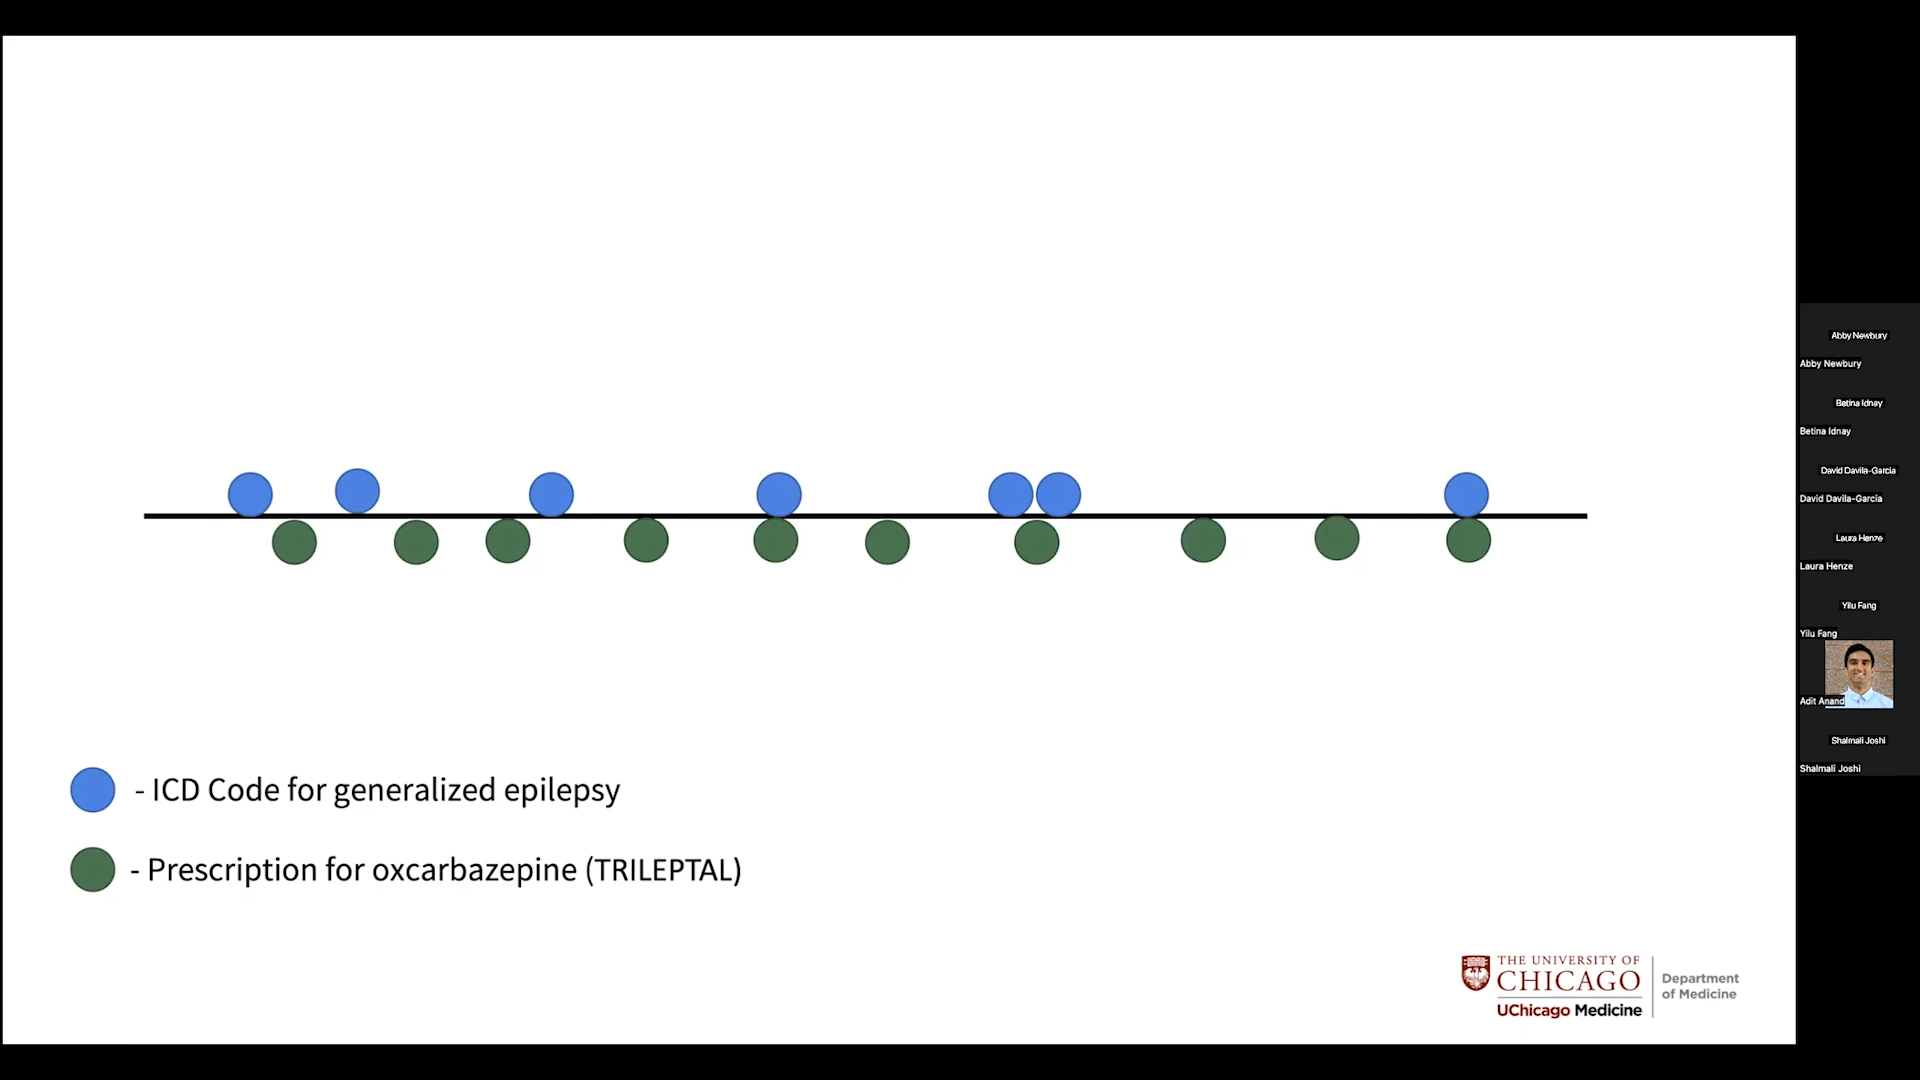 - ICD Code for generalized epilepsy
- Prescription for oxcarbazepine (TRILEPTAL)
THE UNIVERSITY OF
CHICAGO
UChicago Medicine
Department
of Medicine
Abby Newbury
Abby Newbury
Betina Idnay
Betina Idnay
David Davila-Garcia
David Davila-Garcia
Laura Henze
Laura Henze
Yilu Fang
Yilu Fang
Adit Anand
Shalmali Joshi
Shalmali Joshi